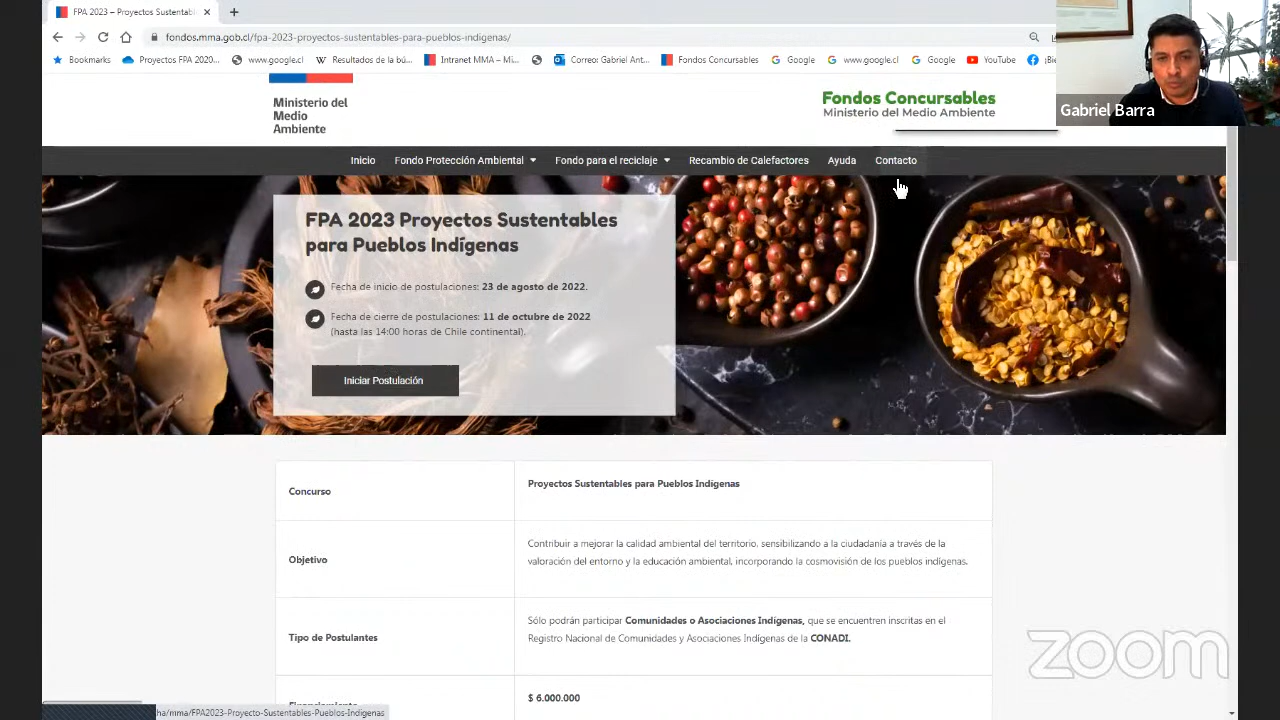 FPA 2023 – Proyectos Sustentabl
fondos.mma.gob.cl/fpa-2023-proyectos-sustentables-para-pueblos-indigenas/
Bookmarks
Proyectos FPA 2020...
www.google.cl
Resultados de la bú...
Intranet MMA – Mi...
Correo: Gabriel Ant...
Fondos Concursables
Google
www.google.cl
Google
YouTube
Gabriel Barra
Ministerio del
Medio
Ambiente
Fondos Concursables
Ministerio del Medio Ambiente
Inicio
Fondo Protección Ambiental
Fondo para el reciclaje
Recambio de Calefactores
Ayuda
Contacto
FPA 2023 Proyectos Sustentables
para Pueblos Indígenas
Fecha de inicio de postulaciones: 23 de agosto de 2022.
Fecha de cierre de postulaciones: 11 de octubre de 2022
(hasta las 14:00 horas de Chile continental).
Iniciar Postulación
Concurso
Proyectos Sustentables para Pueblos Indígenas
Objetivo
Contribuir a mejorar la calidad ambiental del territorio, sensibilizando a la ciudadanía a través de la
valoración del entorno y la educación ambiental, incorporando la cosmovisión de los pueblos indígenas.
Tipo de Postulantes
Sólo podrán participar Comunidades o Asociaciones Indígenas, que se encuentren inscritas en el
Registro Nacional de Comunidades y Asociaciones Indígenas de la CONADI.
$ 6.000.000
ha/mma/FPA2023-Proyecto-Sustentables-Pueblos-Indigenas
zoom